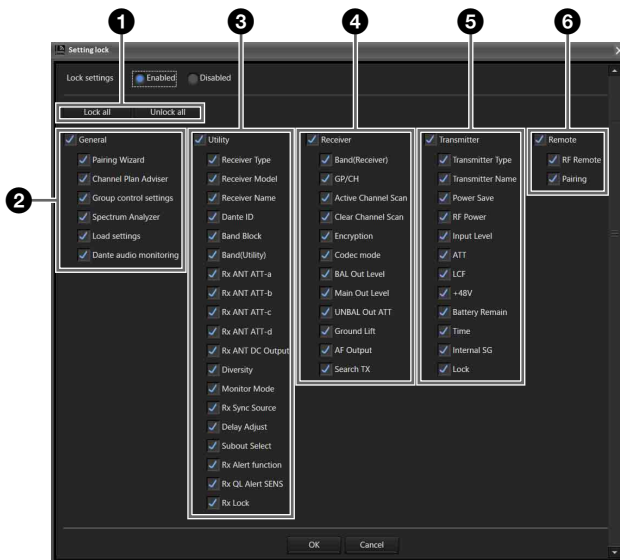 1 3 4 5 6
Setting lock
Lock settings Enabled Disabled
Lock all Unlock all
2
General
Pairing Wizard
Channel Plan Adviser
Group control settings
Spectrum Analyzer
Load settings
Dante audio monitoring
Utility
Receiver Type
Receiver Model
Receiver Name
Dante ID
Band Block
Band(Utility)
Rx ANT ATT-a
Rx ANT ATT-b
Rx ANT ATT-c
Rx ANT ATT-d
Rx ANT DC Output
Diversity
Monitor Mode
Rx Sync Source
Delay Adjust
Subout Select
Rx Alert function
Rx QL Alert SENS
Rx Lock
Receiver
Band(Receiver)
GP/CH
Active Channel Scan
Clear Channel Scan
Encryption
Codec mode
BAL Out Level
Main Out Level
UNBAL Out ATT
Ground Lift
AF Output
Search TX
Transmitter
Transmitter Type
Transmitter Name
Power Save
RF Power
Input Level
ATT
LCF
+48V
Battery Remain
Time
Internal SG
Lock
Remote
RF Remote
Pairing
OK Cancel